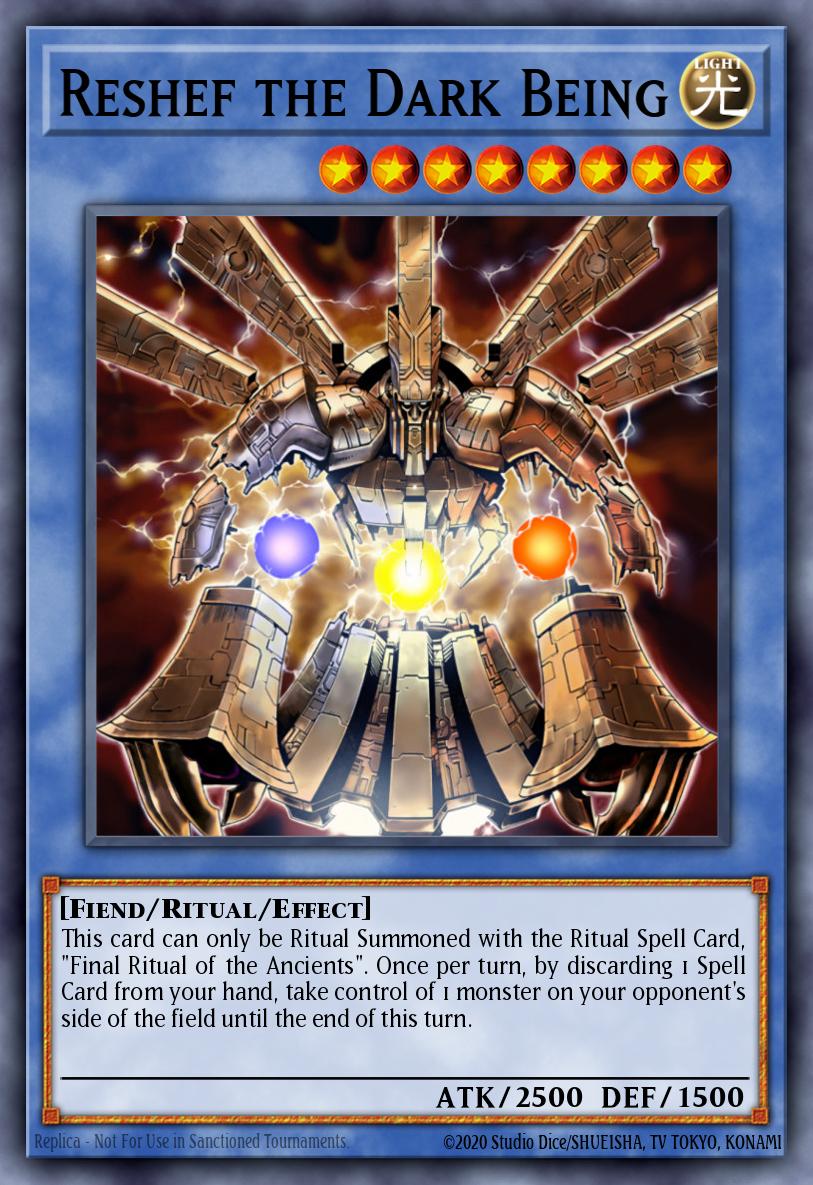 Reshef the Dark Being
LIGHT
光
[Fiend/Ritual/Effect]
This card can only be Ritual Summoned with the Ritual Spell Card,
"Final Ritual of the Ancients". Once per turn, by discarding 1 Spell
Card from your hand, take control of 1 monster on your opponent's
side of the field until the end of this turn.
ATK/2500 DEF/1500
Replica - Not For Use in Sanctioned Tournaments.
©2020 Studio Dice/SHUEISHA, TV TOKYO, KONAMI